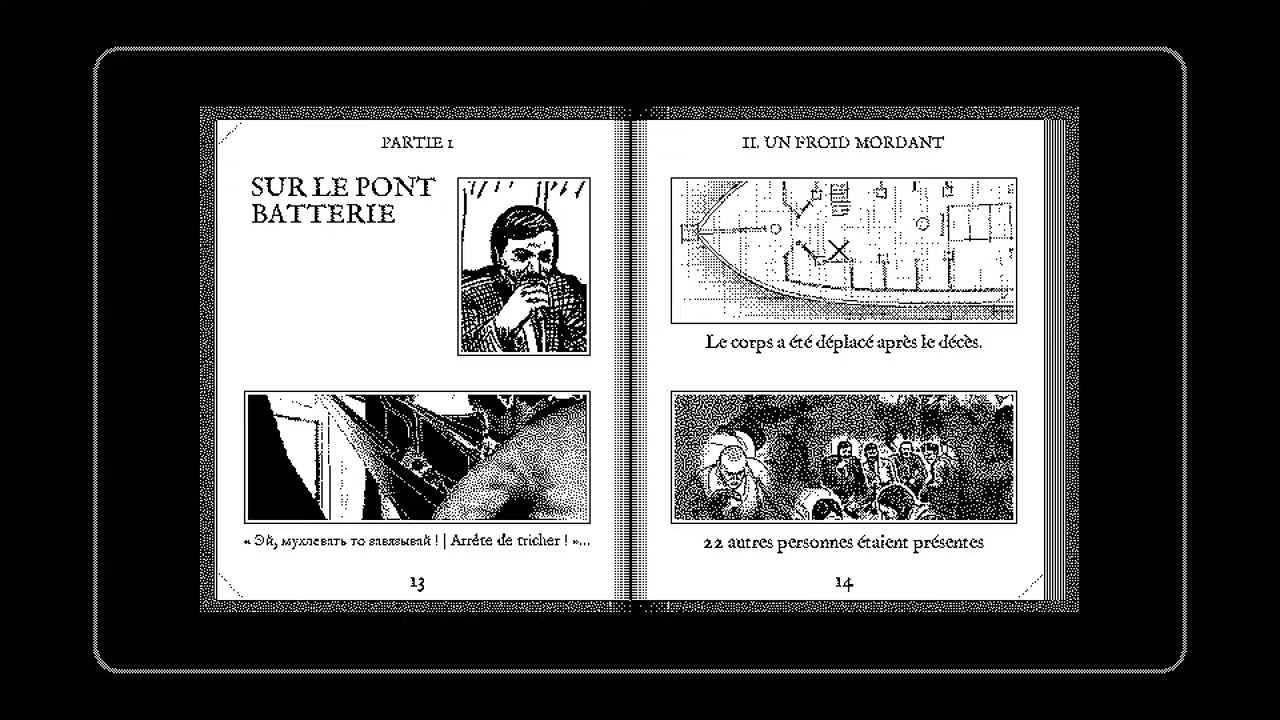 PARTIE 1
SUR LE PONT
BATTERIE
« Эй, мухлевать то завязывай ! | Arrête de tricher ! »...
13
II. UN FROID MORDANT
Le corps a été déplacé après le décès.
22 autres personnes étaient présentes
14